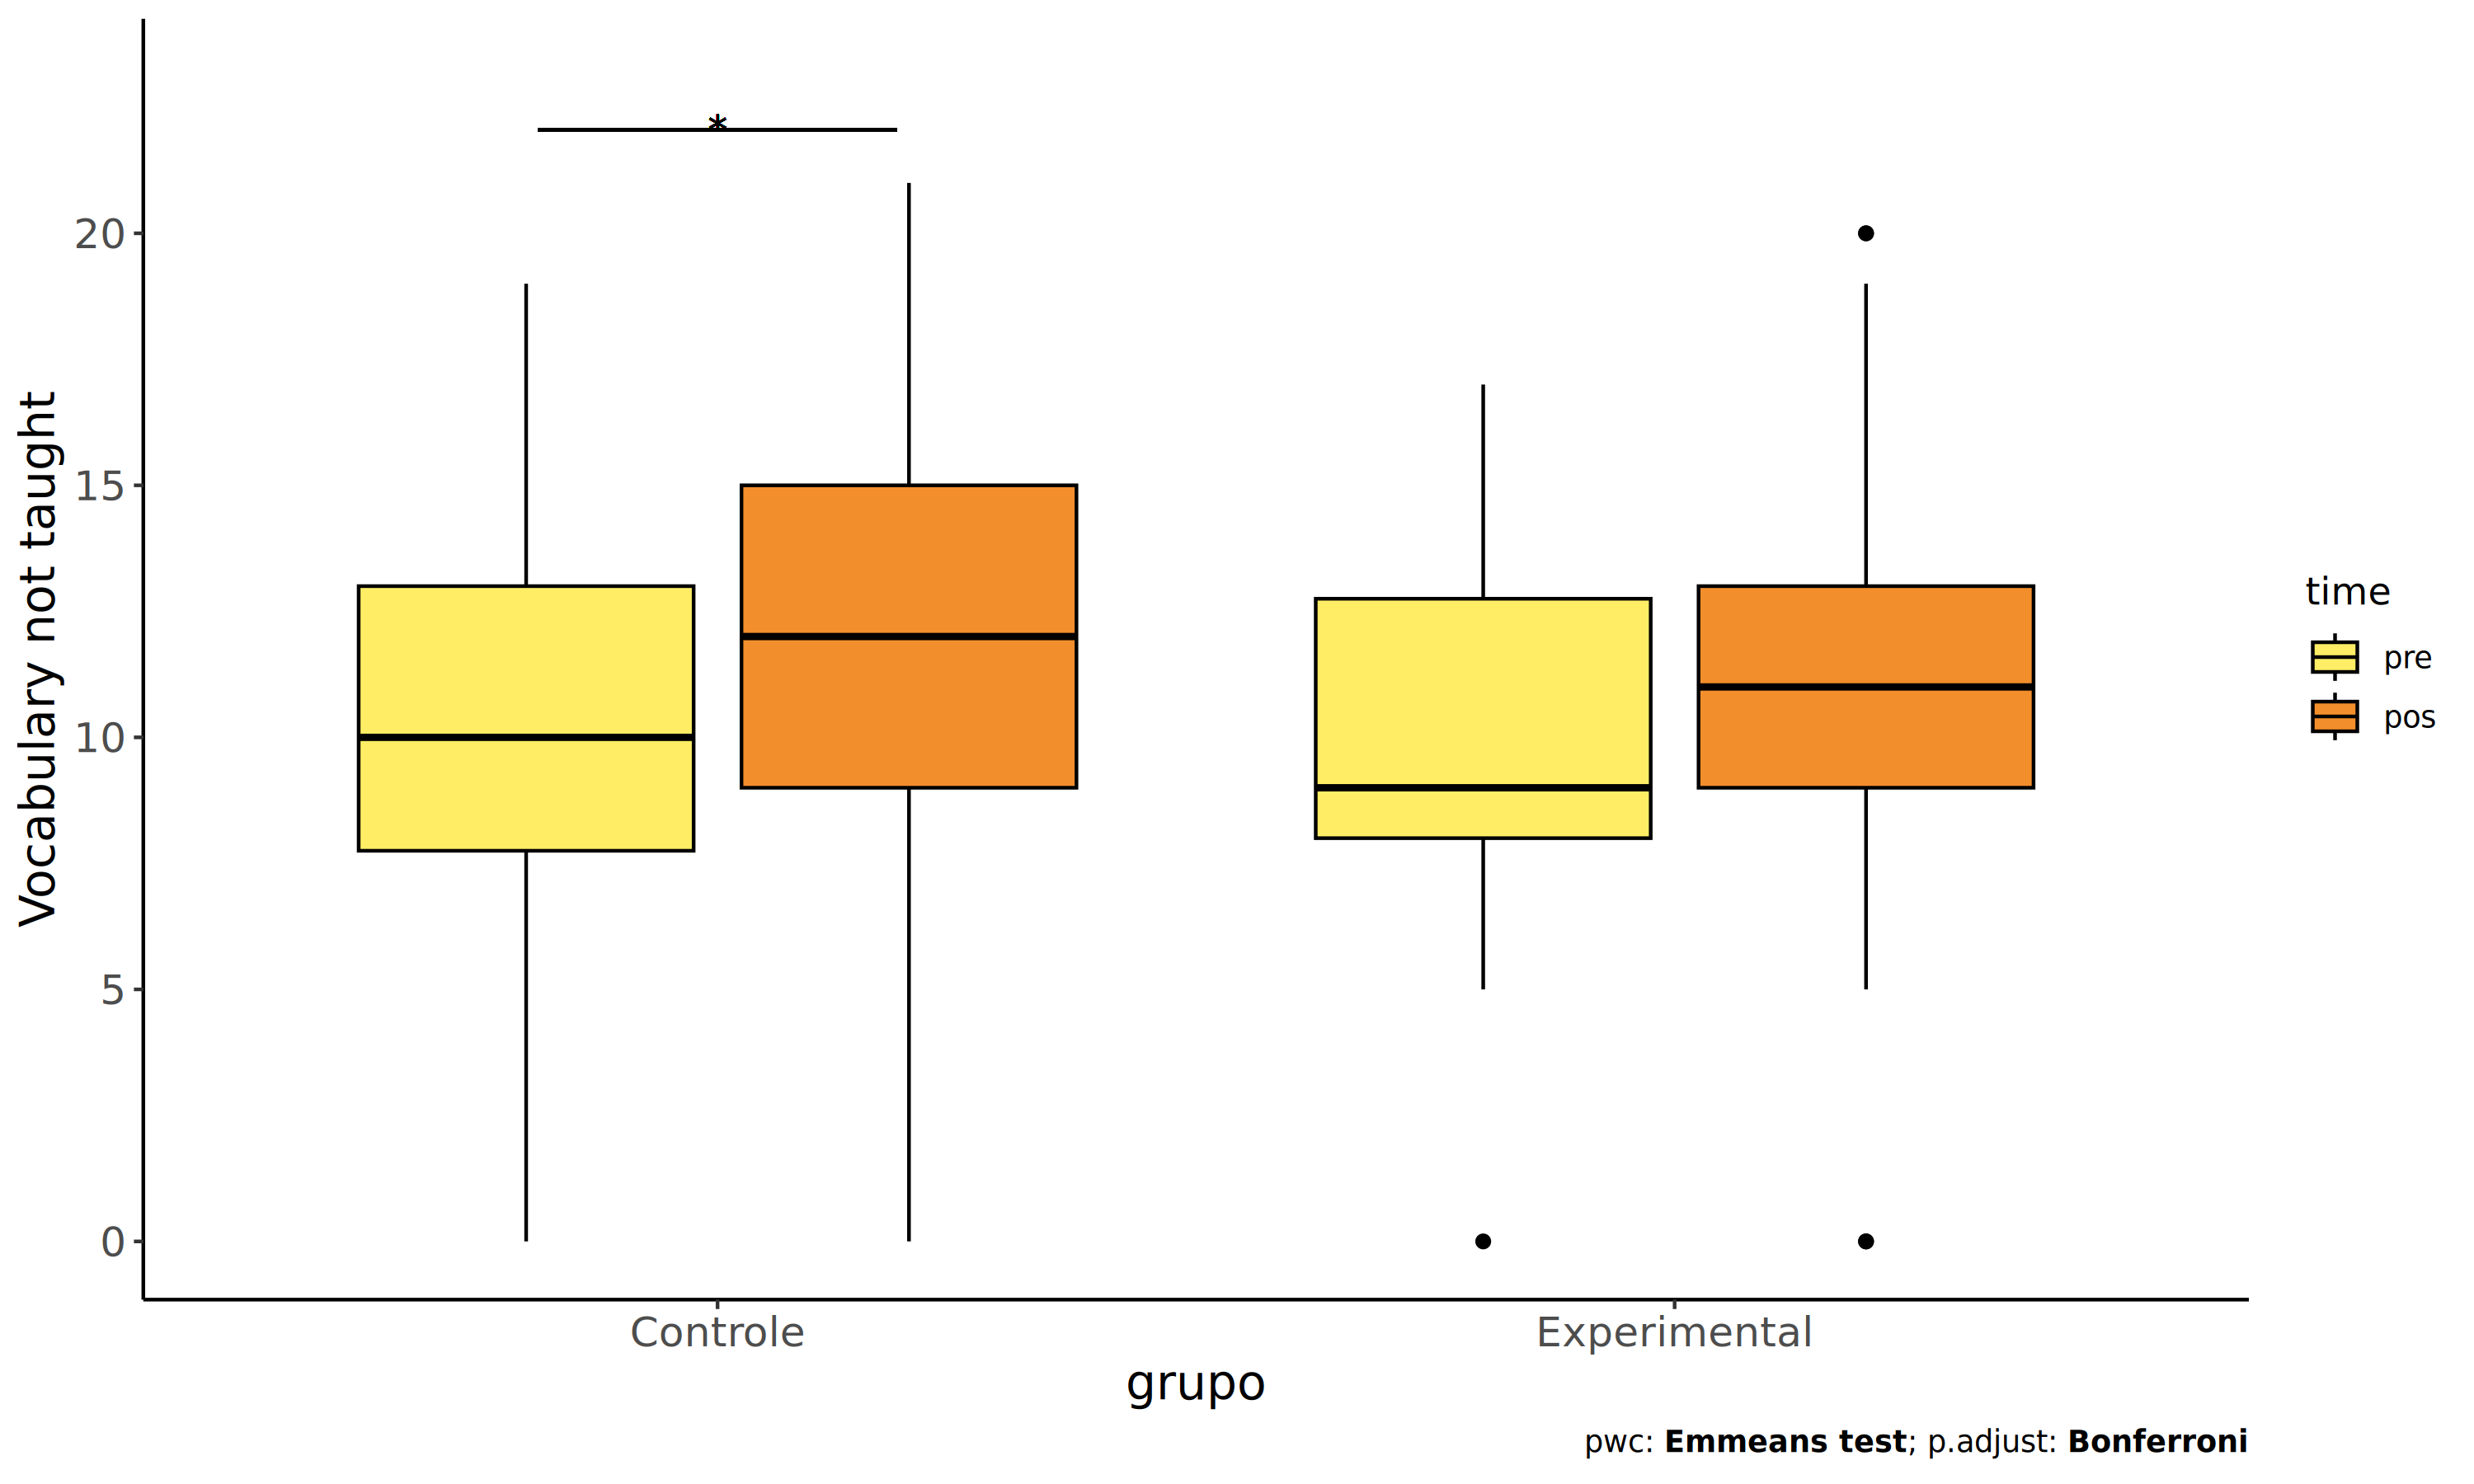 *
Vocabulary not taught
20
15
10
5
0
Controle
Experimental
grupo
time
pre
pos
pwc: Emmeans test; p.adjust: Bonferroni